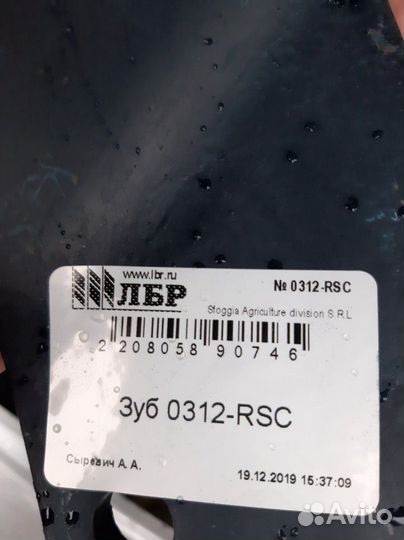 www.lbr.ru
ЛБР
№ 0312-RSC
Sfoggia Agriculture division S.R.L
2 208058 90746
Зуб 0312-RSC
Сыревич А. А.
19.12.2019 15:37:09
Avito